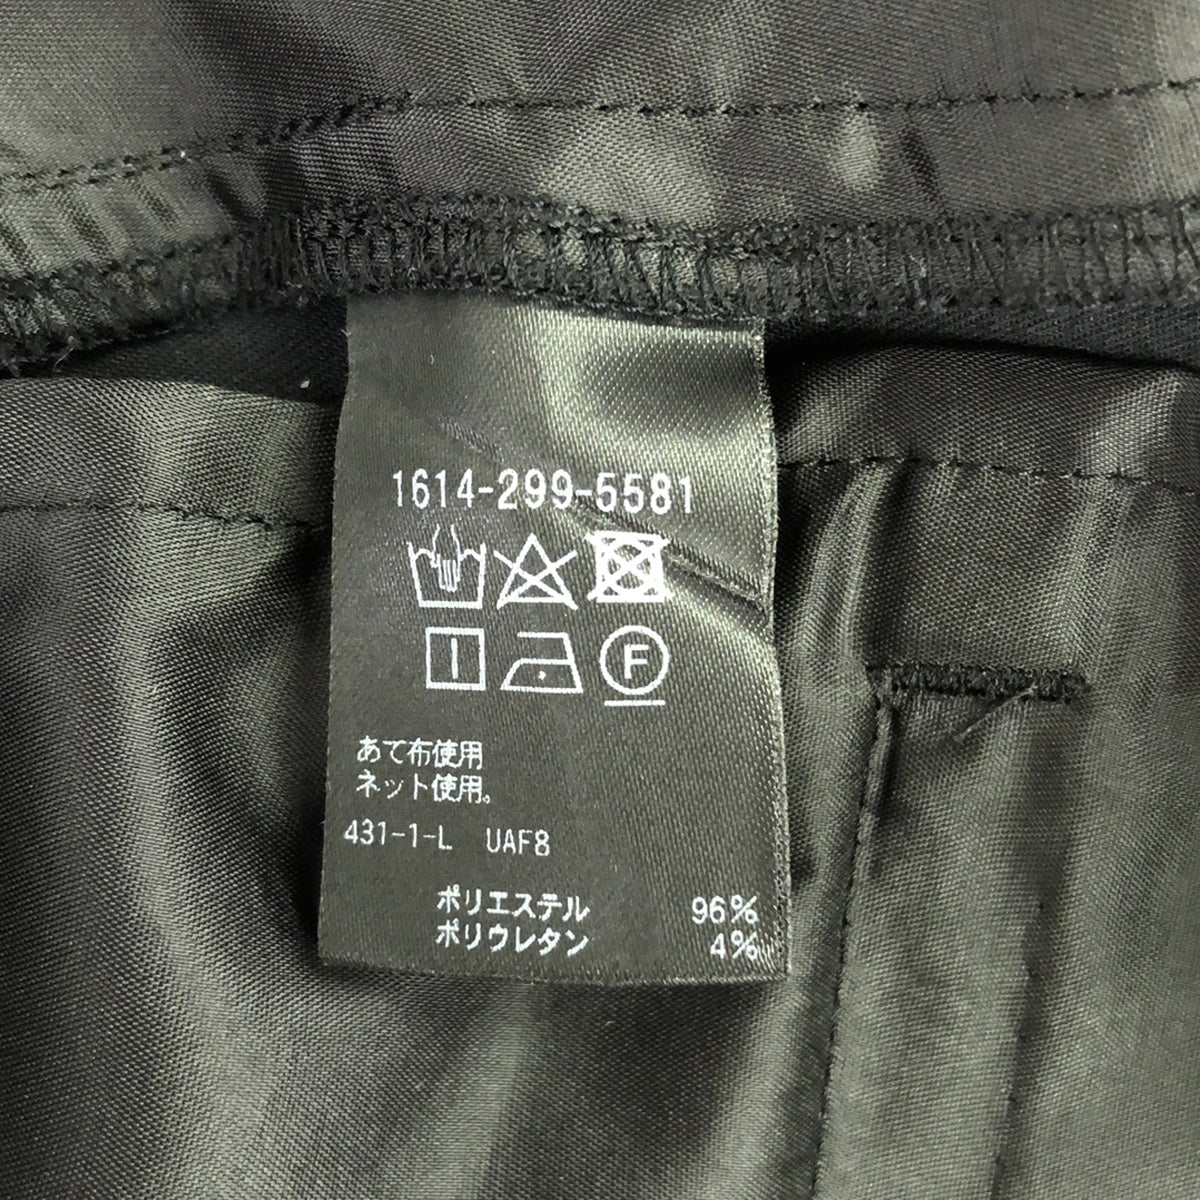 1614-299-5581
F
あて布使用
ネット使用。
431-1-L UAF8
ポリエステル 96%
ポリウレタン 4%